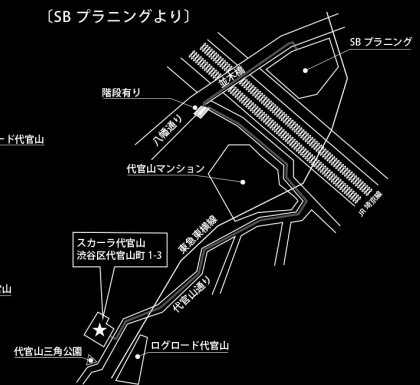 〔SB プラニングより〕
SB プラニング
並木橋
階段有り
八幡通り
ード代官山
代官山マンション
JR 埼京線
東急東横線
スカーラ代官山
渋谷区代官山町 1-3
代官山通り
官山
ログロード代官山
代官山三角公園